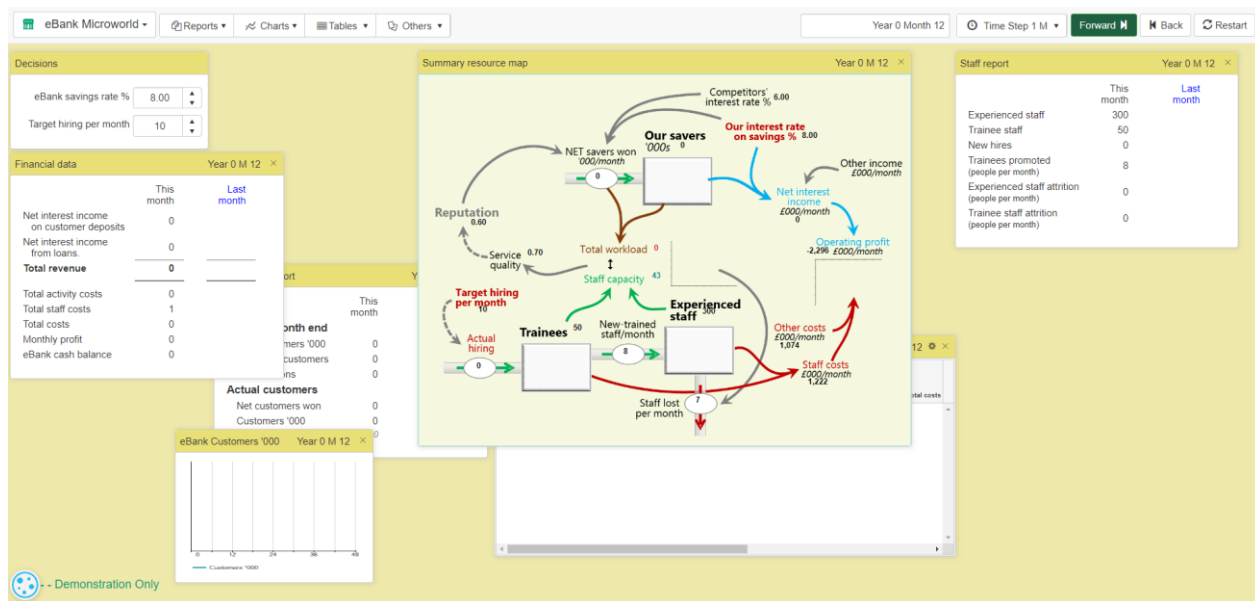 eBank Microworld
Reports
Charts
Tables
Others
Year 0 Month 12
Time Step 1 M
Forward
Back
Restart
Decisions
eBank savings rate %
8.00
Target hiring per month
10
Financial data
Year 0 M 12
This month
Last month
Net interest income on customer deposits
0
Net interest income from loans.
0
Total revenue
0
Total activity costs
0
Total staff costs
1
Total costs
0
Monthly profit
0
eBank cash balance
0
This month
0
0
0
Actual customers
Net customers won
0
Customers '000
0
eBank Customers '000
Year 0 M 12
0
12
24
36
48
Customers '000
- - Demonstration Only
Summary resource map
Year 0 M 12
Competitors' interest rate %
6.00
Our interest rate on savings %
8.00
Our savers '000s
0
NET savers won '000/month
0
Other income £000/month
Net interest income £000/month
0
Reputation
0.60
Service quality
0.70
Total workload
0
Staff capacity
43
Operating profit £000/month
-2,296
Target hiring per month
10
Actual hiring
0
Trainees
50
New-trained staff/month
8
Experienced staff
300
Staff lost per month
7
Other costs £000/month
1,074
Staff costs £000/month
1,222
Staff report
Year 0 M 12
This month
Last month
Experienced staff
300
Trainee staff
50
New hires
0
Trainees promoted (people per month)
8
Experienced staff attrition (people per month)
0
Trainee staff attrition (people per month)
0
12